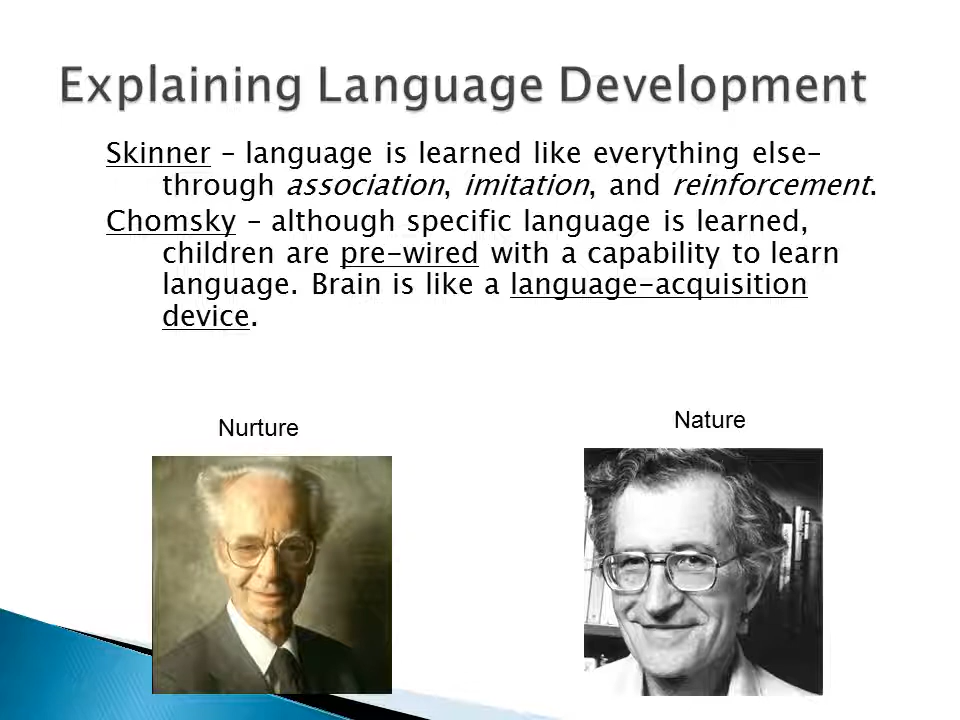 Explaining Language Development
Skinner – language is learned like everything else–
through association, imitation, and reinforcement.
Chomsky – although specific language is learned,
children are pre-wired with a capability to learn
language. Brain is like a language-acquisition
device.
Nurture
Nature